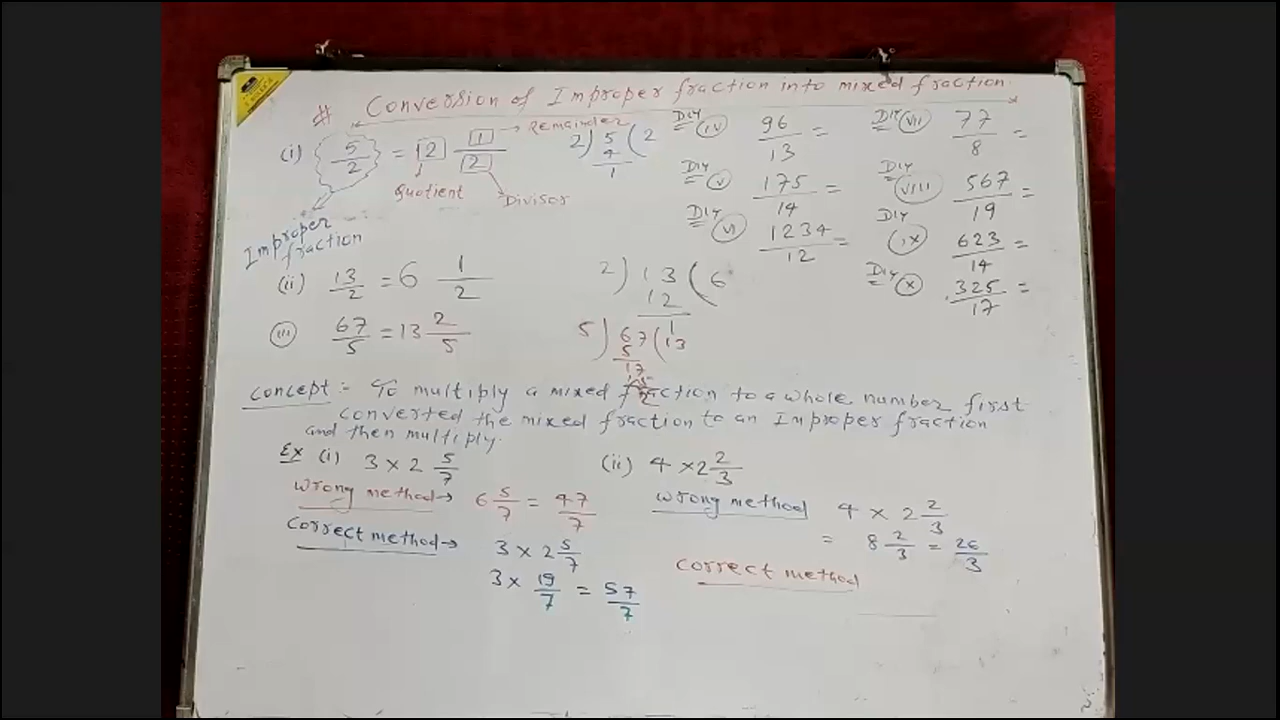 # Conversion of Improper fraction into mixed fraction
(i) 5/2 = 2 1/2 → Remainder
Quotient
Divisor
Improper fraction
2) 5 (2
4
1
(ii) 13/2 = 6 1/2
2) 13 (6
12
1
(iii) 67/5 = 13 2/5
5) 67 (13
5
17
15
2
DIY (iv) 96/13 =
DIY (v) 175/14 =
DIY (vi) 1234/12 =
DIY (vii) 77/8 =
DIY (viii) 567/19 =
DIY (ix) 623/14 =
DIY (x) 325/17 =
Concept :- To multiply a mixed fraction to a whole number first
converted the mixed fraction to an Improper fraction
and then multiply.
Ex (i) 3 × 2 5/7
Wrong method → 6 5/7 = 47/7
Correct method → 3 × 2 5/7
3 × 19/7 = 57/7
(ii) 4 × 2 2/3
Wrong method 4 × 2 2/3
= 8 2/3 = 26/3
Correct method